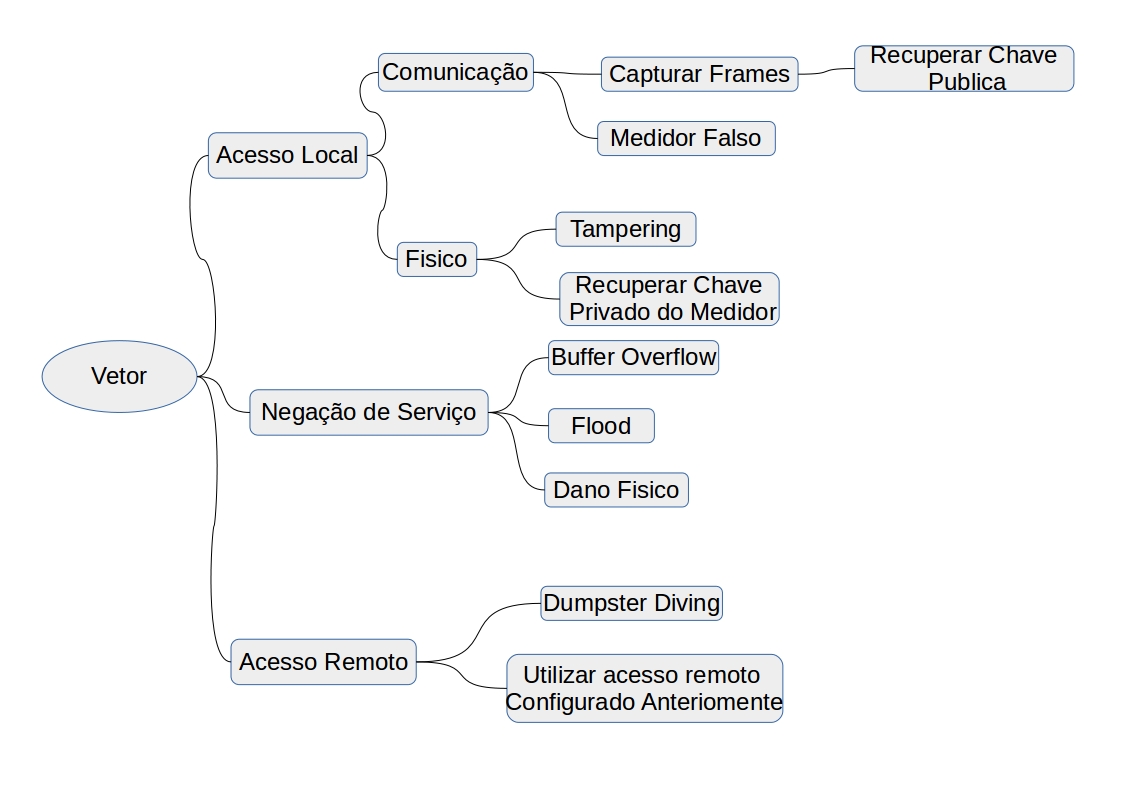 Comunicação
Capturar Frames
Recuperar Chave
Publica
Medidor Falso
Acesso Local
Tampering
Fisico
Recuperar Chave
Privado do Medidor
Vetor
Buffer Overflow
Negação de Serviço
Flood
Dano Fisico
Dumpster Diving
Acesso Remoto
Utilizar acesso remoto
Configurado Anteriomente